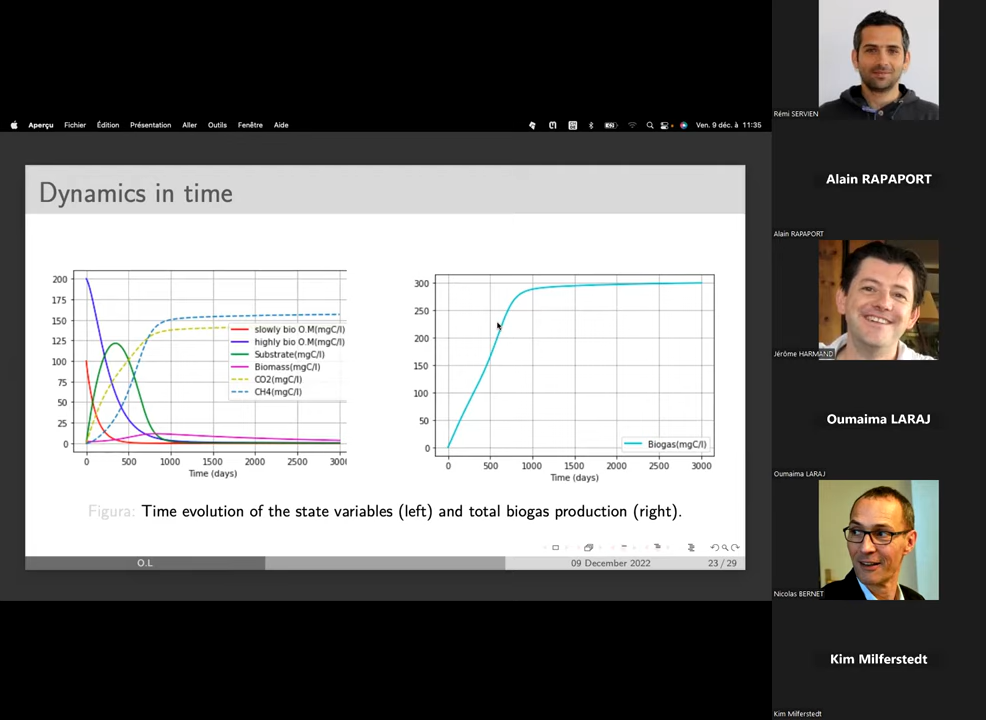 Aperçu Fichier Édition Présentation Aller Outils Fenêtre Aide Ven. 9 déc. à 11:35
Dynamics in time
200
175
150
125
100
75
50
25
0
0 500 1000 1500 2000 2500 300
Time (days)
slowly bio O.M(mgC/l)
highly bio O.M(mgC/l)
Substrate(mgC/l)
Biomass(mgC/l)
CO2(mgC/l)
CH4(mgC/l)
300
250
200
150
100
50
0
0 500 1000 1500 2000 2500 3000
Time (days)
Biogas(mgC/l)
Figura: Time evolution of the state variables (left) and total biogas production (right).
O.L 09 December 2022 23 / 29
Rémi SERVIEN
Alain RAPAPORT
Alain RAPAPORT
Jérôme HARMAND
Oumaima LARAJ
Oumaima LARAJ
Nicolas BERNET
Kim Milferstedt
Kim Milferstedt